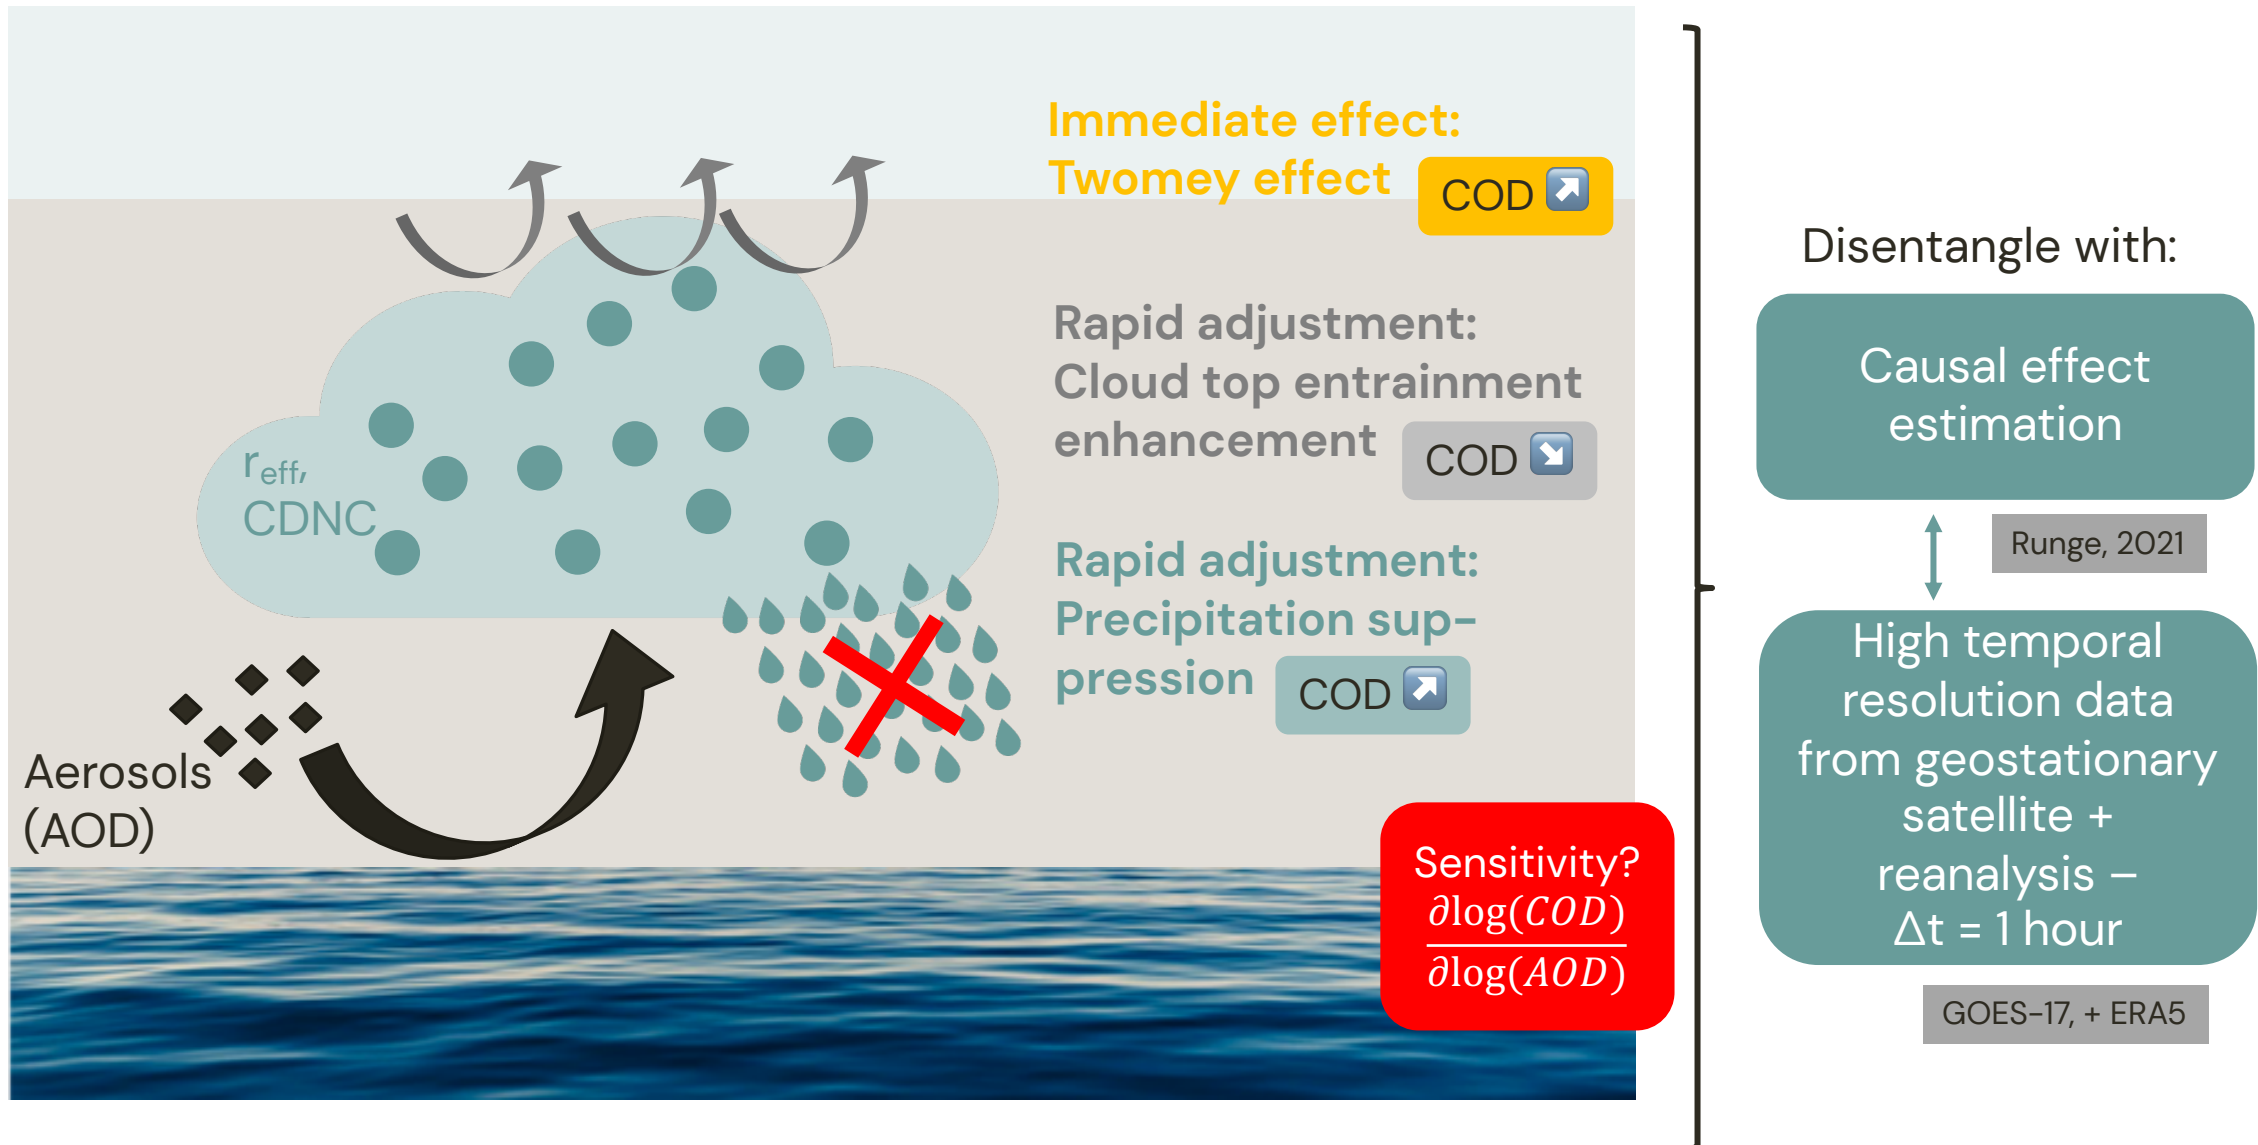 Immediate effect:
Twomey effect
COD ↗
Rapid adjustment:
Cloud top entrainment
enhancement
COD ↘
Rapid adjustment:
Precipitation sup-
pression
COD ↗
r_eff,
CDNC
Aerosols
(AOD)
Sensitivity?
∂log(COD)
∂log(AOD)
Disentangle with:
Causal effect
estimation
Runge, 2021
High temporal
resolution data
from geostationary
satellite +
reanalysis –
Δt = 1 hour
GOES-17, + ERA5